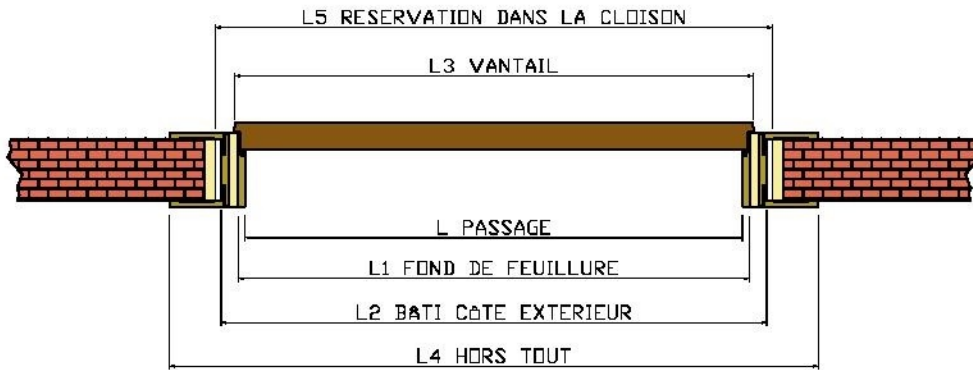 L5 RESERVATION DANS LA CLOISON
L3 VANTAIL
L PASSAGE
L1 FOND DE FEUILLURE
L2 BATI COTE EXTERIEUR
L4 HORS TOUT